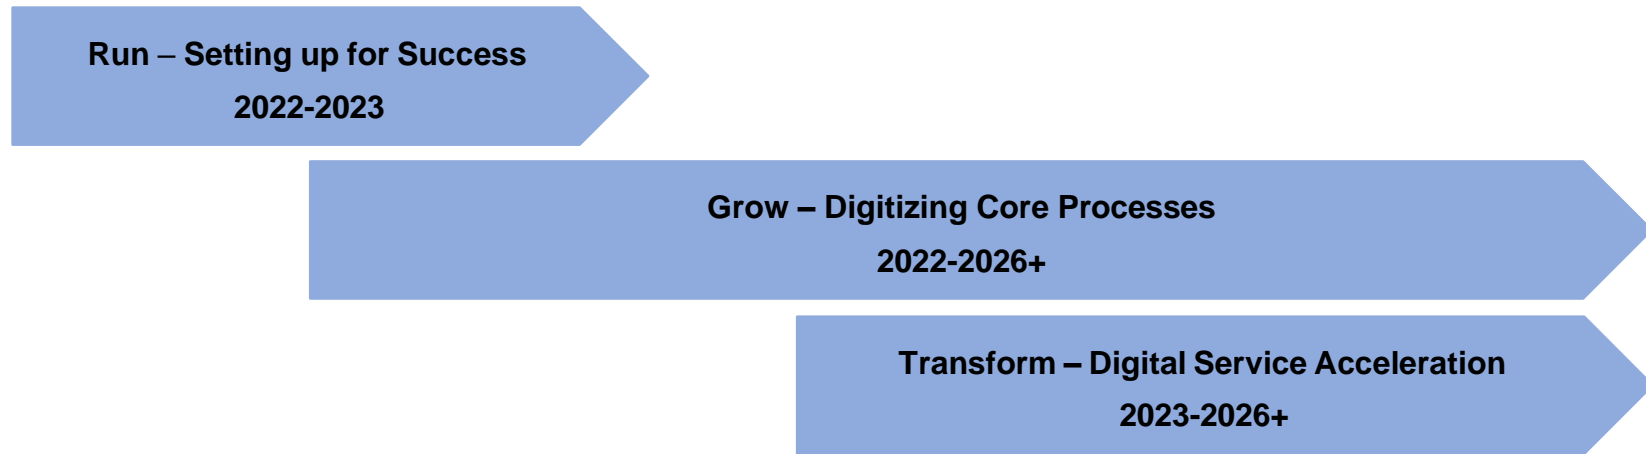 Run – Setting up for Success
2022-2023
Grow – Digitizing Core Processes
2022-2026+
Transform – Digital Service Acceleration
2023-2026+